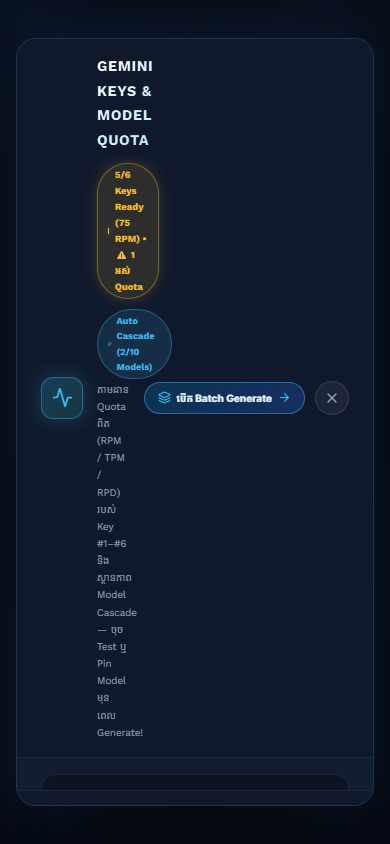 GEMINI
KEYS &
MODEL
QUOTA
5/6
Keys
Ready
(75
RPM) •
⚠ 1
អស់
Quota
Auto
Cascade
(2/10
Models)
តាមដាន
Quota
ពិត
(RPM
/ TPM
/
RPD)
របស់
Key
#1–#6
និង
ស្ថានភាព
Model
Cascade
— ចុច
Test ឬ
Pin
Model
មុន
ពេល
Generate!
បើក Batch Generate →